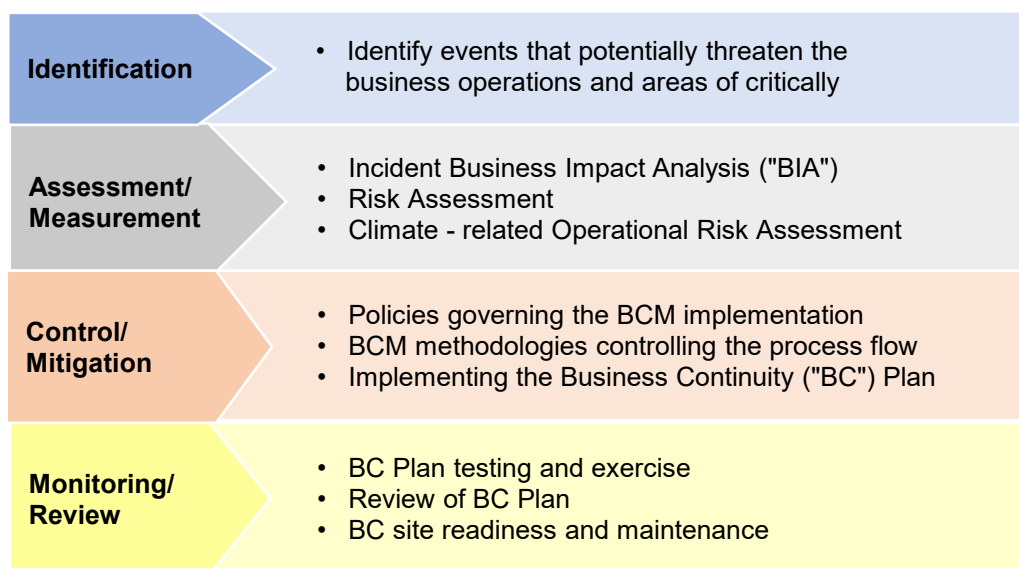 Identification
• Identify events that potentially threaten the
business operations and areas of critically
Assessment/
Measurement
• Incident Business Impact Analysis ("BIA")
• Risk Assessment
• Climate - related Operational Risk Assessment
Control/
Mitigation
• Policies governing the BCM implementation
• BCM methodologies controlling the process flow
• Implementing the Business Continuity ("BC") Plan
Monitoring/
Review
• BC Plan testing and exercise
• Review of BC Plan
• BC site readiness and maintenance